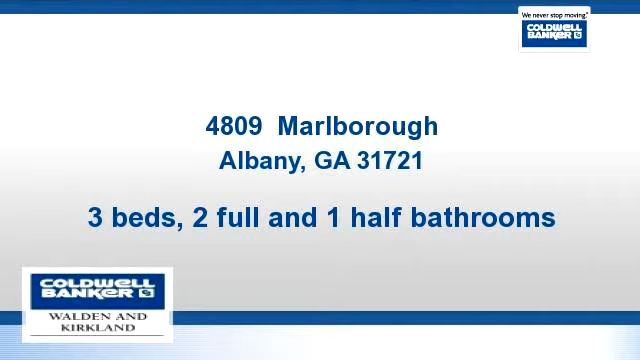 We never stop moving.®
COLDWELL
BANKER
4809 Marlborough
Albany, GA 31721
3 beds, 2 full and 1 half bathrooms
COLDWELL
BANKER
WALDEN AND
KIRKLAND